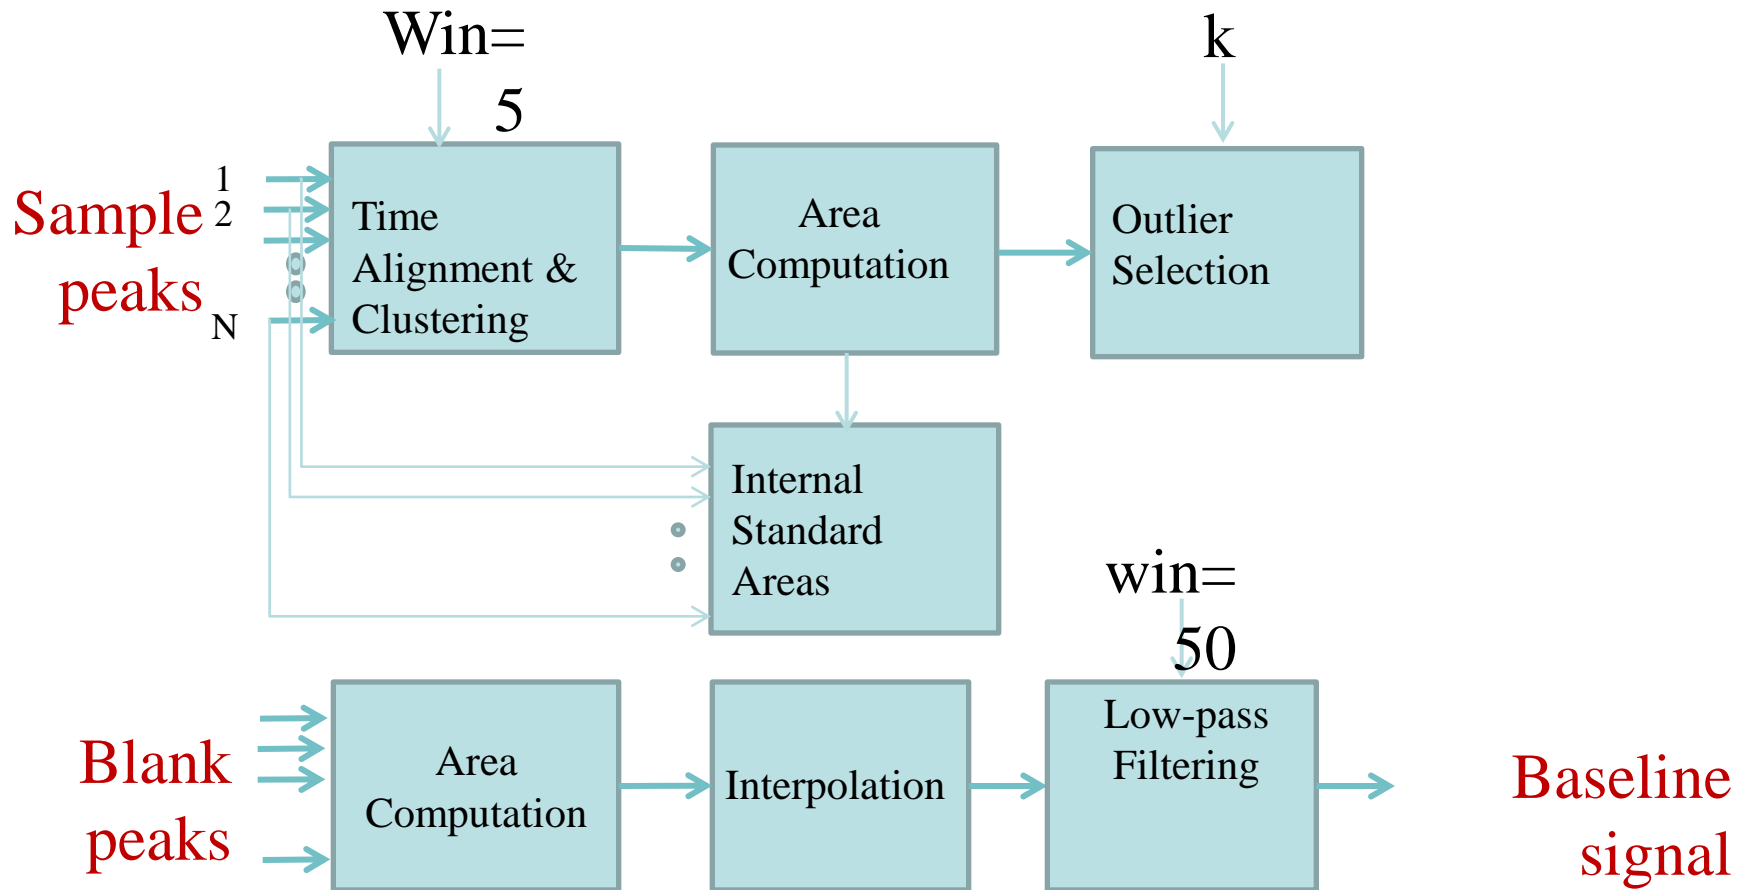 Win=
5
k
Sample
peaks
1
2
N
Time
Alignment &
Clustering
Area
Computation
Outlier
Selection
Internal
Standard
Areas
win=
50
Blank
peaks
Area
Computation
Interpolation
Low-pass
Filtering
Baseline
signal